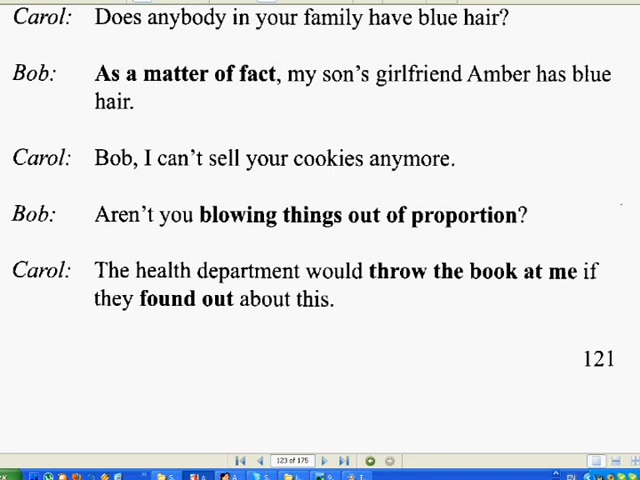 Carol: Does anybody in your family have blue hair?
Bob: As a matter of fact, my son's girlfriend Amber has blue
hair.
Carol: Bob, I can't sell your cookies anymore.
Bob: Aren't you blowing things out of proportion?
Carol: The health department would throw the book at me if
they found out about this.
121
123 of 175